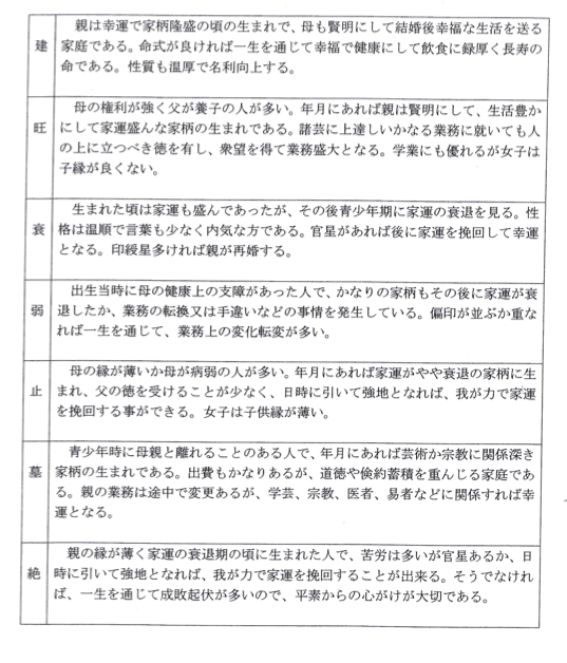 建
親は幸運で家柄隆盛の頃の生まれで、母も賢明にして結婚後幸福な生活を送る
家庭である。命式が良ければ一生を通じて幸福で健康にして飲食に録厚く長寿の
命である。性質も温厚で名利向上する。
旺
母の権利が強く父が養子の人が多い。年月にあれば親は賢明にして、生活豊か
にして家運盛んな家柄の生まれである。諸芸に上達しいかなる業務に就いても人
の上に立つべき徳を有し、衆望を得て業務盛大となる。学業にも優れるが女子は
子縁が良くない。
衰
生まれた頃は家運も盛んであったが、その後青少年期に家運の衰退を見る。性
格は温順で言葉も少なく内気な方である。官星があれば後に家運を挽回して幸運
となる。印綬星多ければ親が再婚する。
弱
出生当時に母の健康上の支障があった人で、かなりの家柄もその後に家運が衰
退したか、業務の転換又は手違いなどの事情を発生している。偏印が並ぶか重な
れば一生を通じて、業務上の変化転変が多い。
止
母の縁が薄いか母が病弱の人が多い。年月にあれば家運がやや衰退の家柄に生
まれ、父の徳を受けることが少なく、日時に引いて強地となれば、我が力で家運
を挽回する事ができる。女子は子供縁が薄い。
墓
青少年時に母親と離れることのある人で、年月にあれば芸術か宗教に関係深き
家柄の生まれである。出費もかなりあるが、道徳や倹約蓄積を重んじる家庭であ
る。親の業務は途中で変更あるが、学芸、宗教、医者、易者などに関係すれば幸
運となる。
絶
親の縁が薄く家運の衰退期の頃に生まれた人で、苦労は多いが官星あるか、日
時に引いて強地となれば、我が力で家運を挽回することが出来る。そうでなけれ
ば、一生を通じて成敗起伏が多いので、平素からの心がけが大切である。